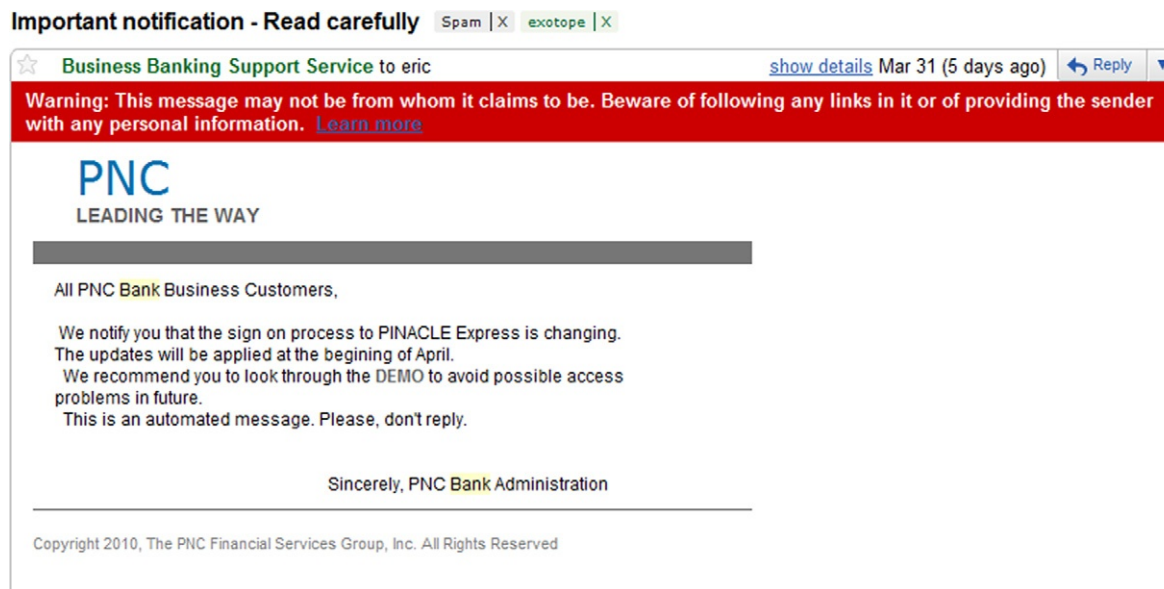 Important notification - Read carefully Spam | X exotope | X
Business Banking Support Service to eric show details Mar 31 (5 days ago) Reply
Warning: This message may not be from whom it claims to be. Beware of following any links in it or of providing the sender
with any personal information. Learn more
PNC
LEADING THE WAY
All PNC Bank Business Customers,
We notify you that the sign on process to PINACLE Express is changing.
The updates will be applied at the begining of April.
We recommend you to look through the DEMO to avoid possible access
problems in future.
This is an automated message. Please, don't reply.
Sincerely, PNC Bank Administration
Copyright 2010, The PNC Financial Services Group, Inc. All Rights Reserved